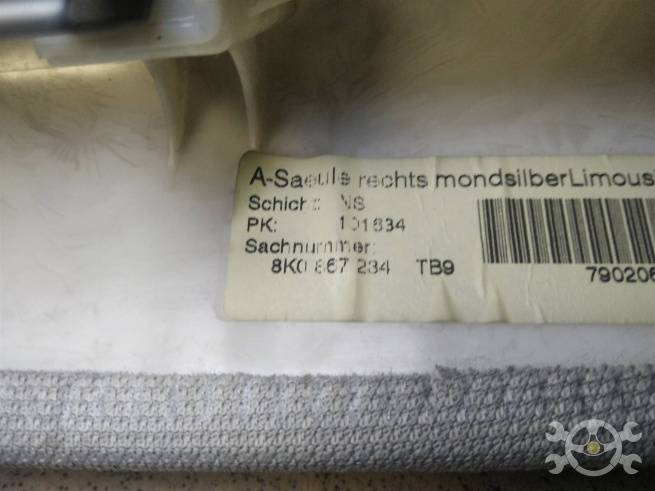 A-Saeule rechts mondsilberLimous
Schicht: NS
PK: 101634
Sachnummer:
8K0 867 234 TB9
790206